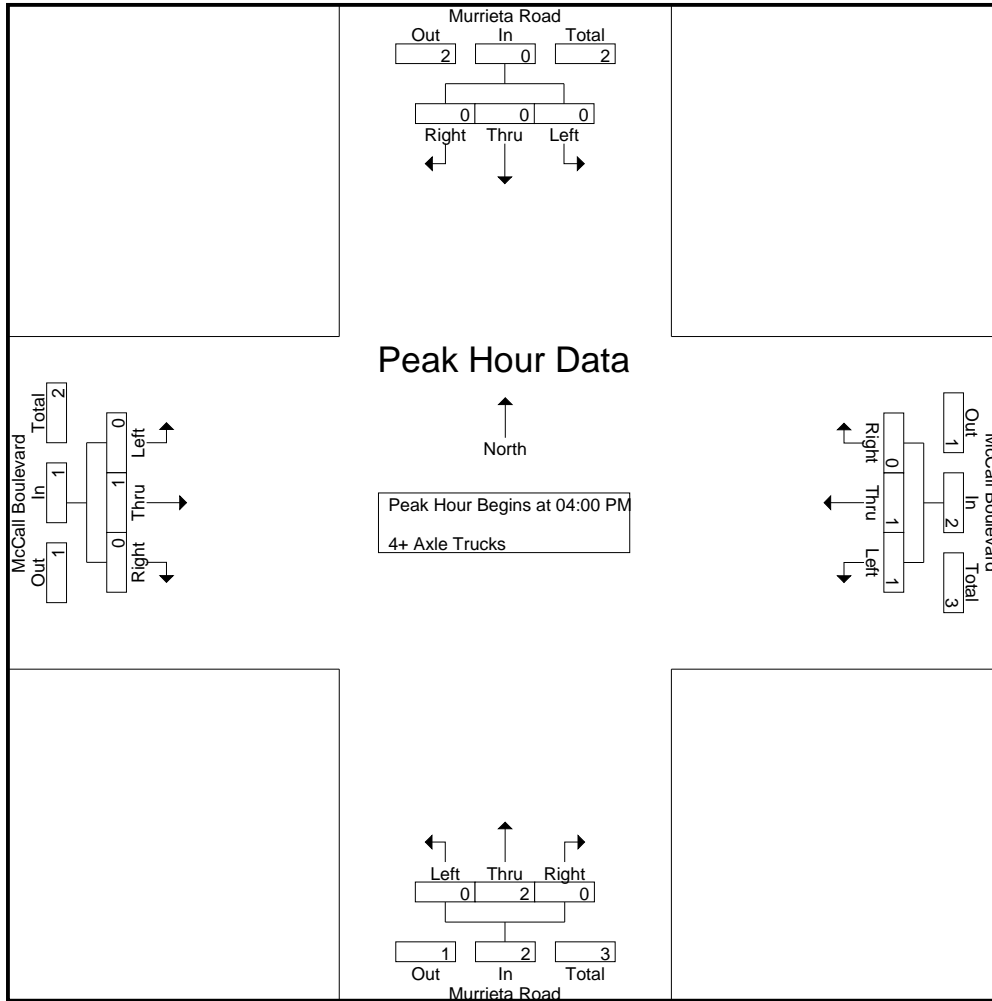 Murrieta Road
Out In Total
2 0 2
0 0 0
Right Thru Left
Peak Hour Data
North
Peak Hour Begins at 04:00 PM
4+ Axle Trucks
McCall Boulevard
Out In Total
1 1 2
Left Thru Right
0 1 0
McCall Boulevard
Out In Total
1 2 3
Right Thru Left
0 1 1
Left Thru Right
0 2 0
1 2 3
Out In Total
Murrieta Road